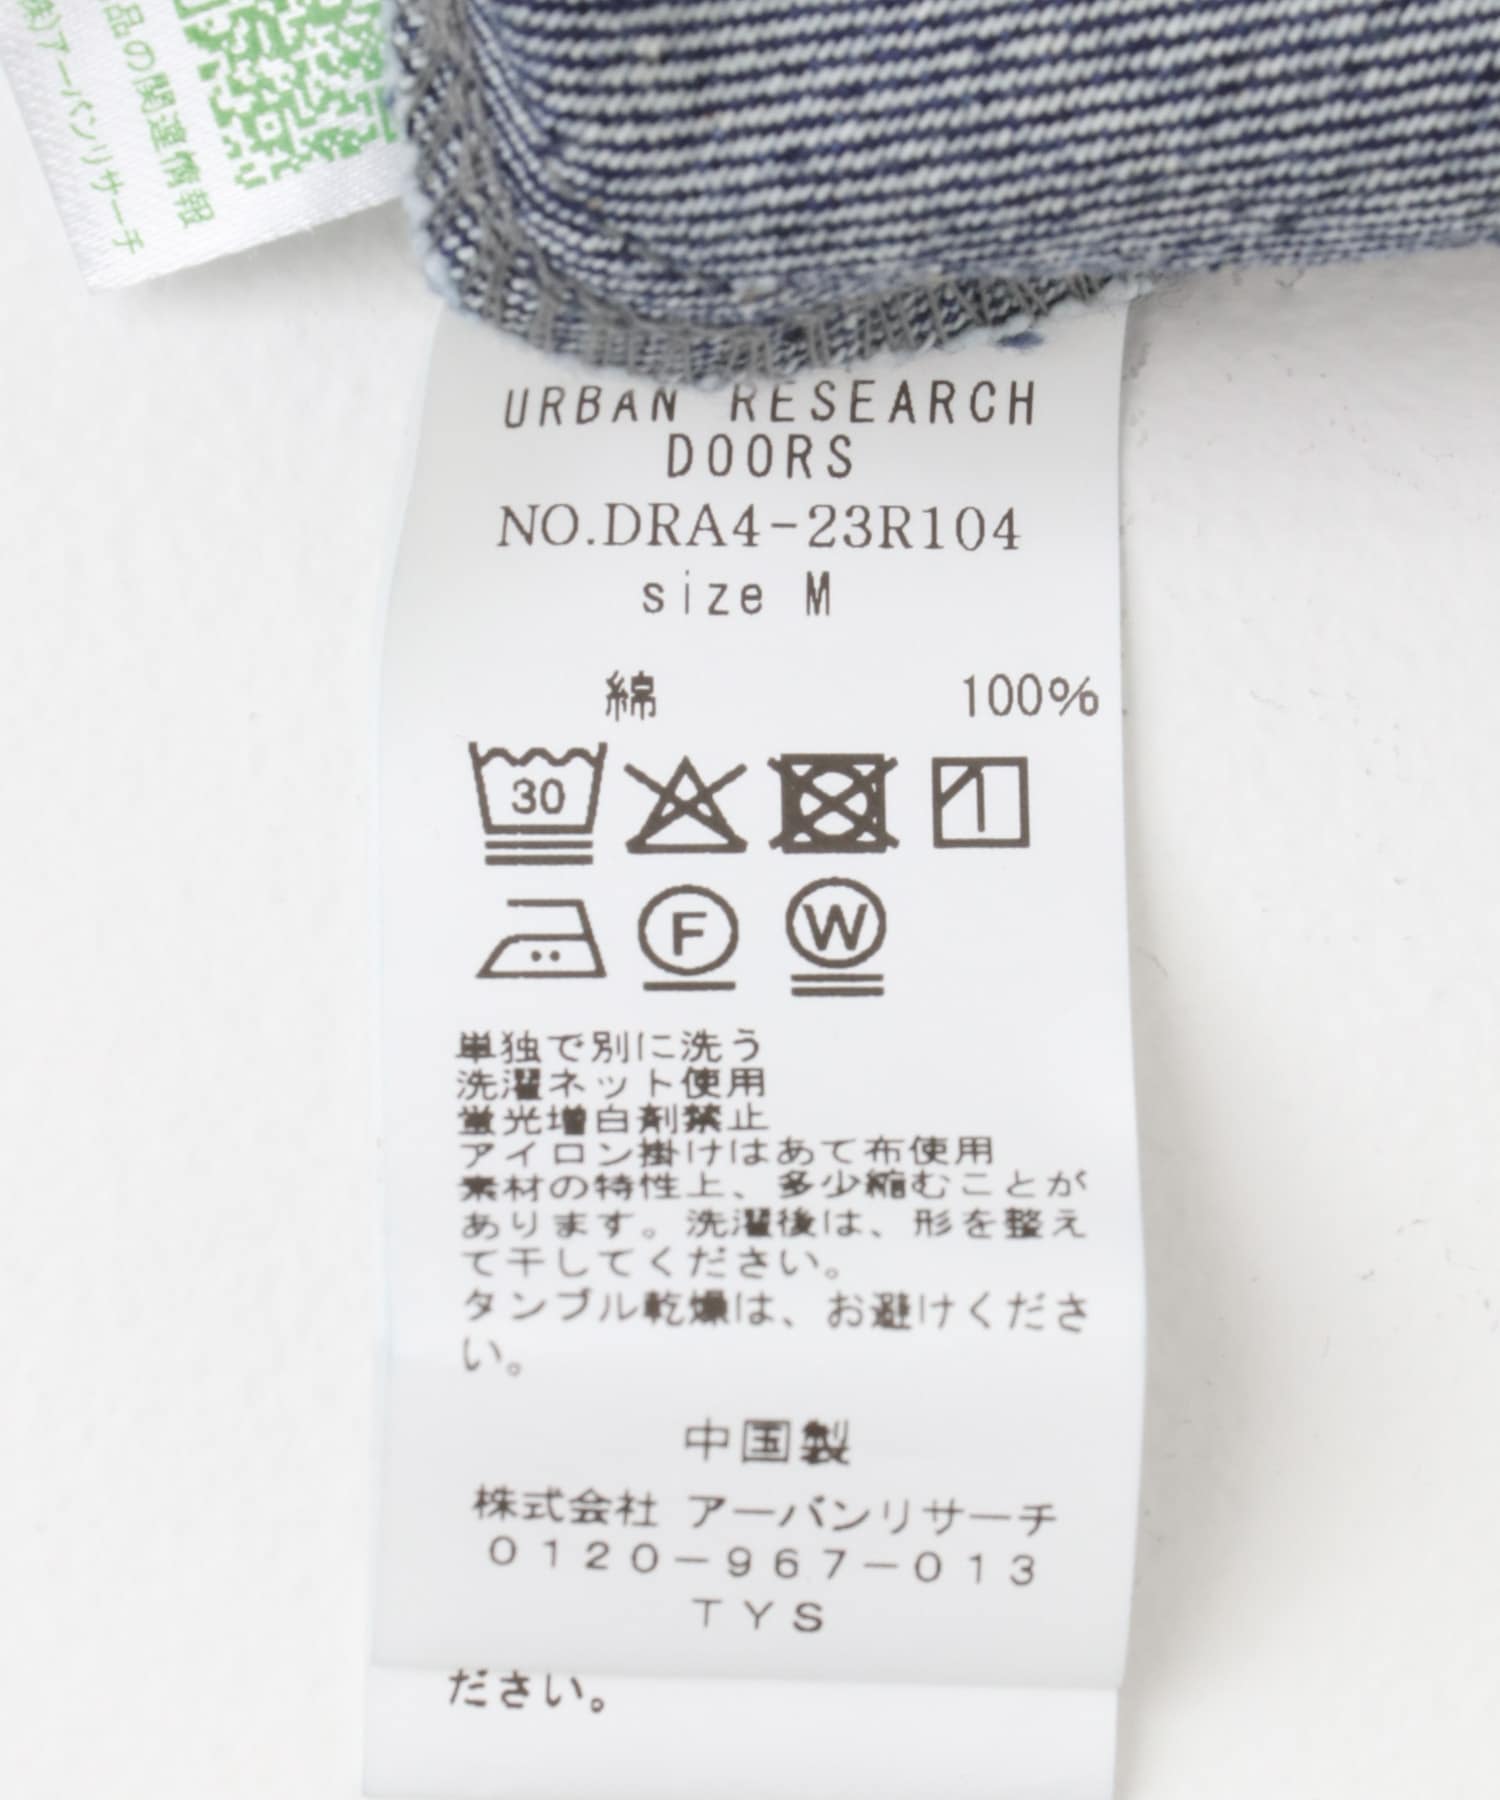 品の関連情報
(株)アーバンリサーチ
URBAN RESEARCH
DOORS
NO.DRA4-23R104
size M
綿 100%
30
F W
単独で別に洗う
洗濯ネット使用
蛍光増白剤禁止
アイロン掛けはあて布使用
素材の特性上、多少縮むことが
あります。洗濯後は、形を整え
て干してください。
タンブル乾燥は、お避けくださ
い。
中国製
株式会社 アーバンリサーチ
0120-967-013
TYS
ださい。